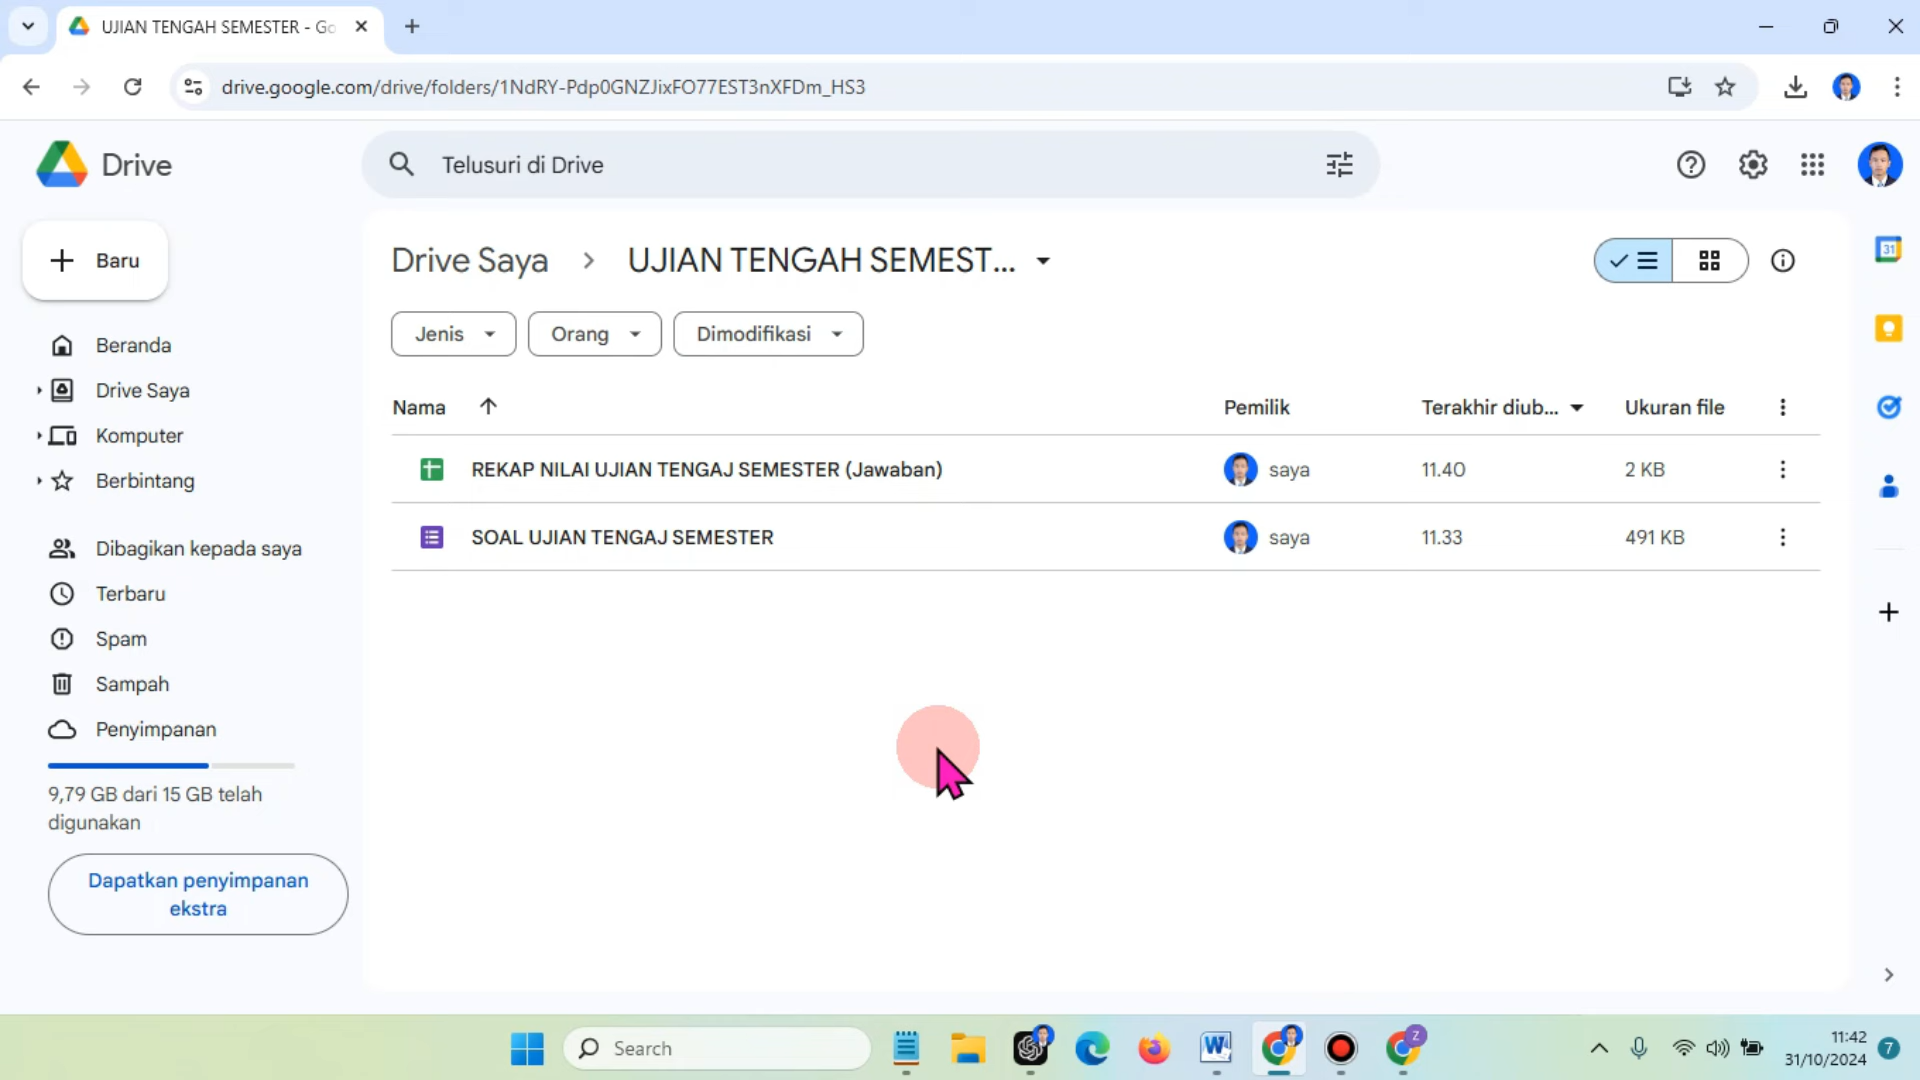 UJIAN TENGAH SEMESTER - Go
drive.google.com/drive/folders/1NdRY-Pdp0GNZJixFO77EST3nXFDm_HS3
Drive
Telusuri di Drive
Baru
Drive Saya
UJIAN TENGAH SEMEST...
31
Jenis
Orang
Dimodifikasi
Beranda
Drive Saya
Komputer
Berbintang
Dibagikan kepada saya
Terbaru
Spam
Sampah
Penyimpanan
9,79 GB dari 15 GB telah
digunakan
Dapatkan penyimpanan
ekstra
Nama
Pemilik
Terakhir diub...
Ukuran file
REKAP NILAI UJIAN TENGAJ SEMESTER (Jawaban)
saya
11.40
2 KB
SOAL UJIAN TENGAJ SEMESTER
saya
11.33
491 KB
Search
W
Z
11:42
31/10/2024
7